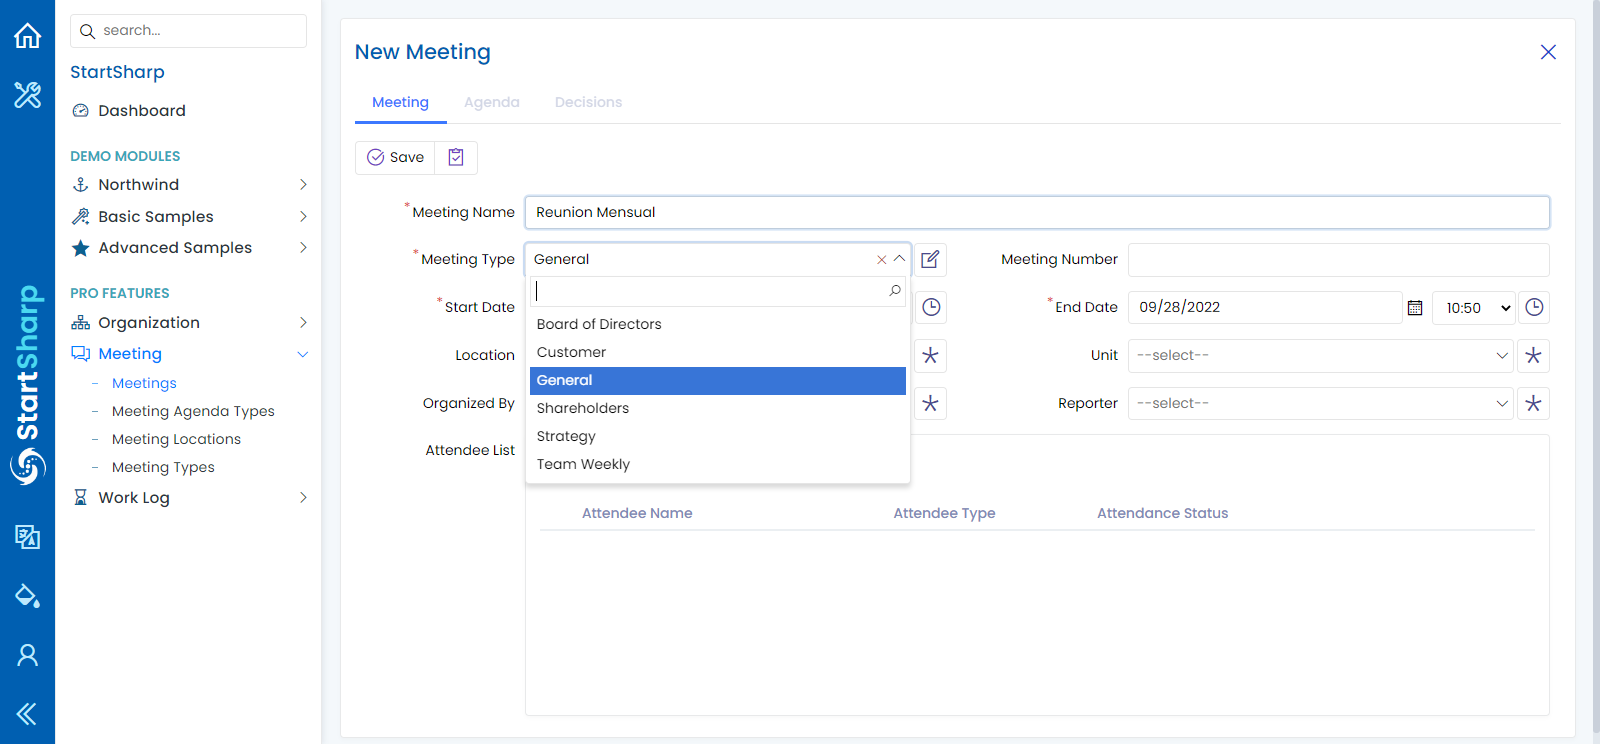 search...
StartSharp
Dashboard
DEMO MODULES
Northwind
Basic Samples
Advanced Samples
PRO FEATURES
Organization
Meeting
- Meetings
- Meeting Agenda Types
- Meeting Locations
- Meeting Types
Work Log
StartSharp
New Meeting
Meeting Agenda Decisions
Save
*Meeting Name Reunion Mensual
*Meeting Type General
Meeting Number
*Start Date
*End Date 09/28/2022 10:50
Location
Unit --select--
Organized By
Reporter --select--
Attendee List
Board of Directors
Customer
General
Shareholders
Strategy
Team Weekly
Attendee Name Attendee Type Attendance Status